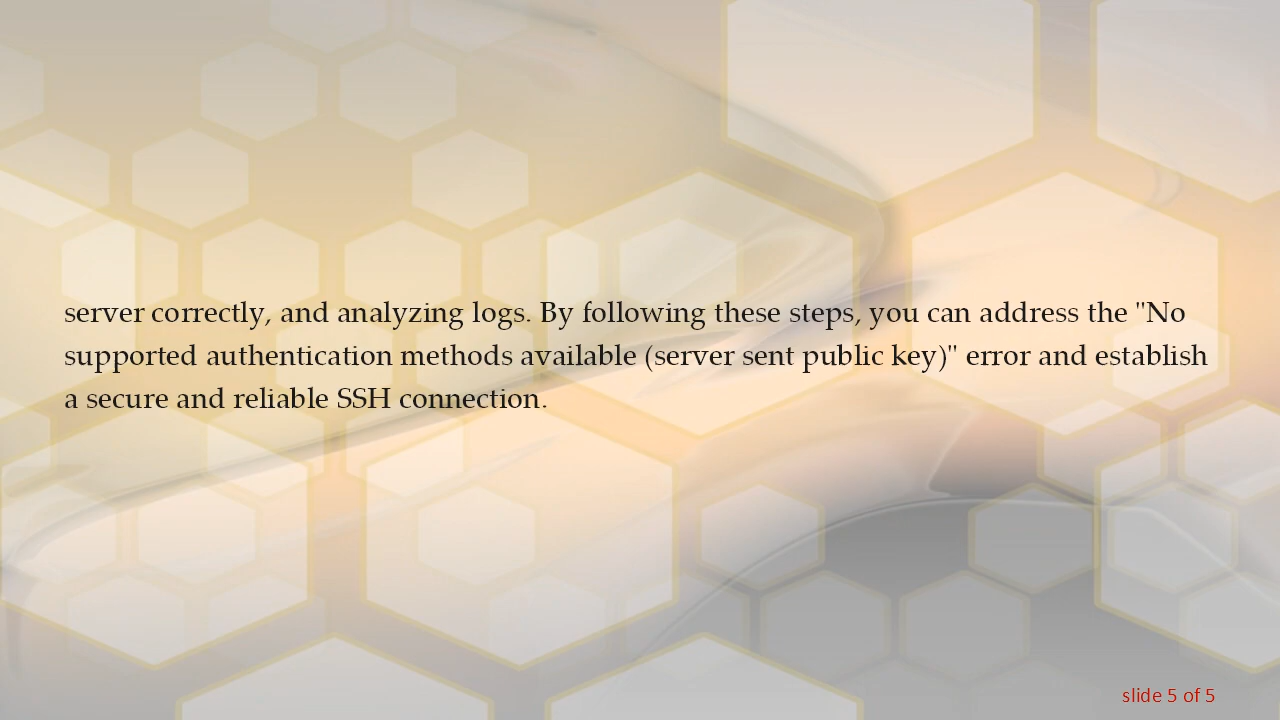 server correctly, and analyzing logs. By following these steps, you can address the "No
supported authentication methods available (server sent public key)" error and establish
a secure and reliable SSH connection.
slide 5 of 5